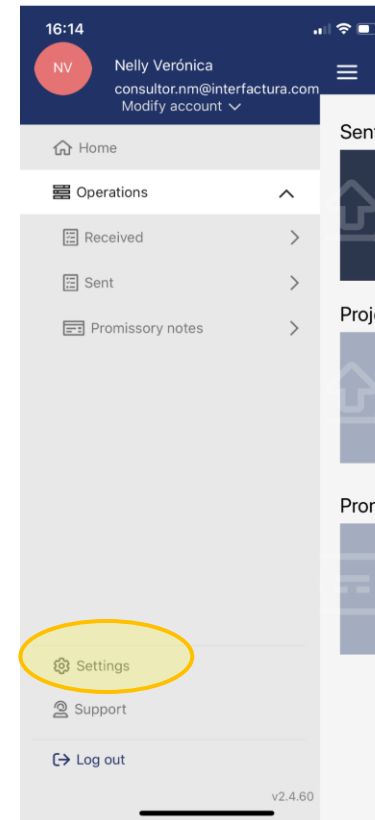 16:14
NV
Nelly Verónica
consultor.nm@interfactura.com
Modify account
Home
Operations
Received
Sent
Promissory notes
Settings
Support
Log out
v2.4.60
Sent
Proj
Pron